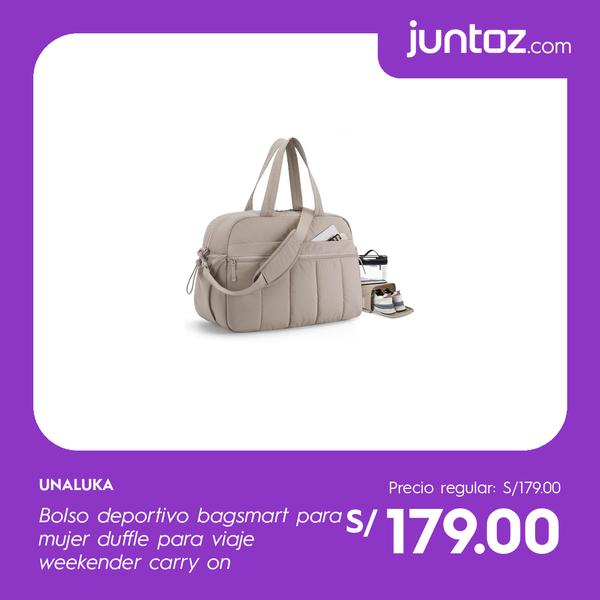 juntoz.com
UNALUKA
Bolso deportivo bagsmart para
mujer duffle para viaje
weekender carry on
Precio regular: S/179.00
S/ 179.00